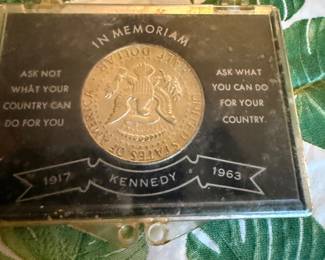 IN MEMORIAM
ASK NOT
WHAT YOUR
COUNTRY CAN
DO FOR YOU
ASK WHAT
YOU CAN DO
FOR YOUR
COUNTRY.
UNITED STATES OF AMERICA
HALF DOLLAR
1917 KENNEDY 1963